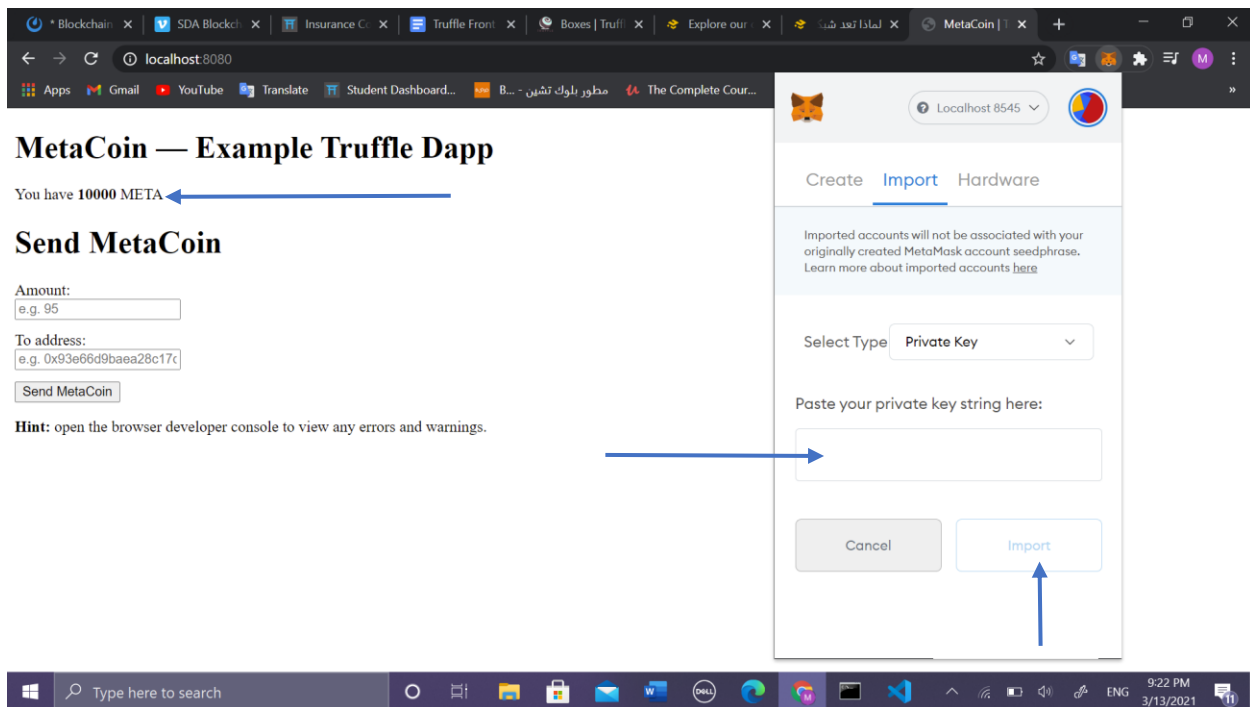 * Blockchain
SDA Blockch
Insurance Co
Truffle Front
Boxes | Truffl
Explore our
لماذا تعد شبك
MetaCoin | T
localhost:8080
M
Apps
Gmail
YouTube
Translate
Student Dashboard...
مطور بلوك تشين - B...
The Complete Cour...
»
MetaCoin — Example Truffle Dapp
You have 10000 META
Send MetaCoin
Amount:
e.g. 95
To address:
e.g. 0x93e66d9baea28c17c
Send MetaCoin
Hint: open the browser developer console to view any errors and warnings.
Localhost 8545
Create Import Hardware
Imported accounts will not be associated with your
originally created MetaMask account seedphrase.
Learn more about imported accounts here
Select Type Private Key
Paste your private key string here:
Cancel Import
Type here to search
DELL
ENG
9:22 PM
3/13/2021
11